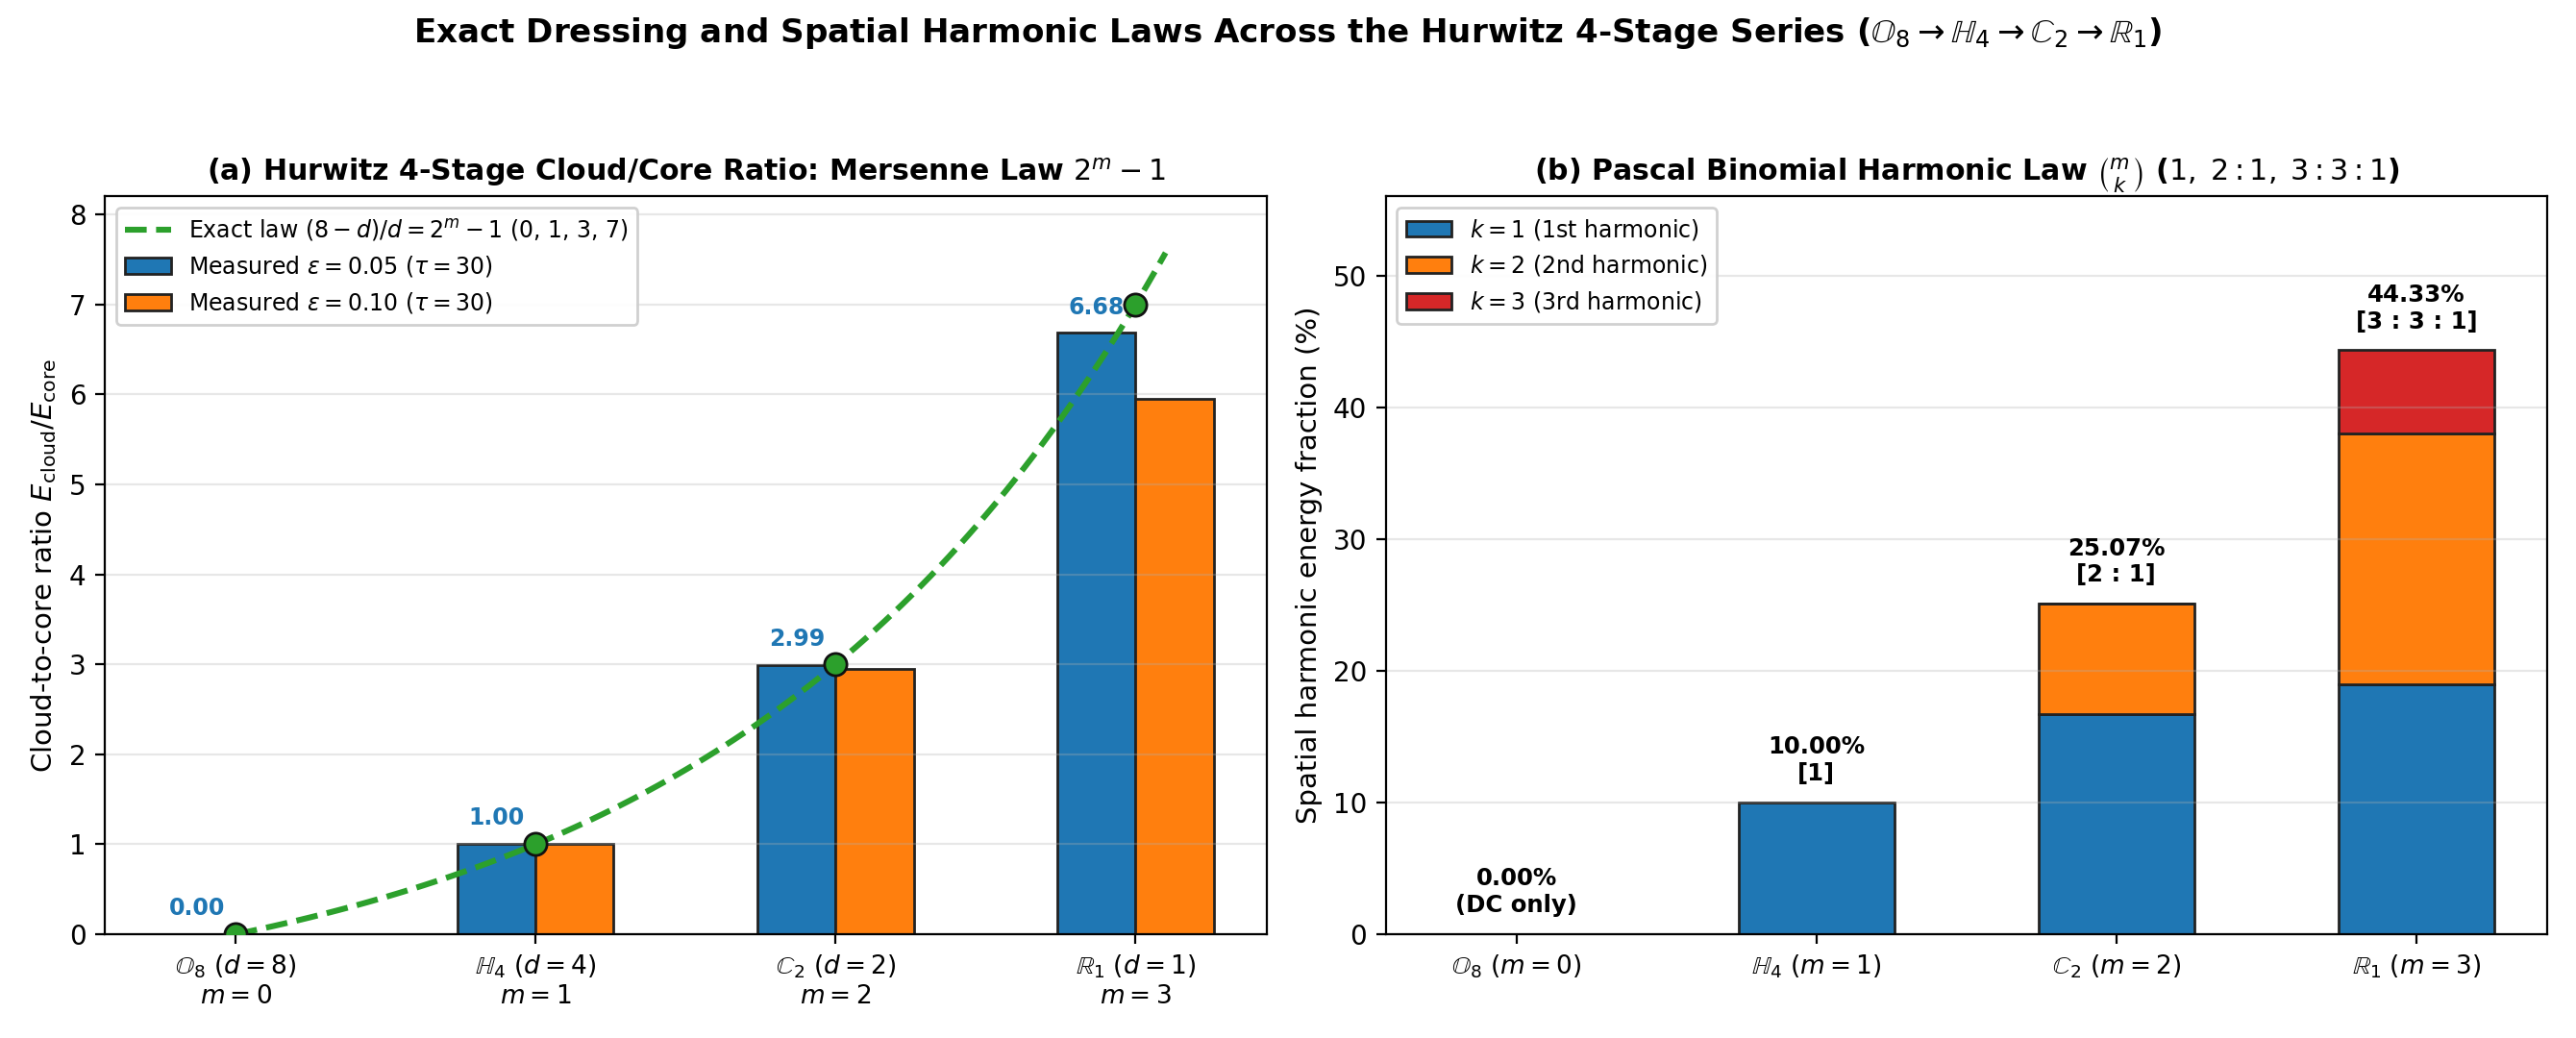 Exact Dressing and Spatial Harmonic Laws Across the Hurwitz 4-Stage Series (𝕆₈ → ℍ₄ → ℂ₂ → ℝ₁)
(a) Hurwitz 4-Stage Cloud/Core Ratio: Mersenne Law 2ᵐ − 1
Cloud-to-core ratio E_cloud/E_core
8
7
6
5
4
3
2
1
0
Exact law (8 − d)/d = 2ᵐ − 1 (0, 1, 3, 7)
Measured ε = 0.05 (τ = 30)
Measured ε = 0.10 (τ = 30)
0.00
1.00
2.99
6.68
𝕆₈ (d = 8)
m = 0
ℍ₄ (d = 4)
m = 1
ℂ₂ (d = 2)
m = 2
ℝ₁ (d = 1)
m = 3
(b) Pascal Binomial Harmonic Law (m k) (1, 2 : 1, 3 : 3 : 1)
Spatial harmonic energy fraction (%)
50
40
30
20
10
0
k = 1 (1st harmonic)
k = 2 (2nd harmonic)
k = 3 (3rd harmonic)
0.00%
(DC only)
10.00%
[1]
25.07%
[2 : 1]
44.33%
[3 : 3 : 1]
𝕆₈ (m = 0)
ℍ₄ (m = 1)
ℂ₂ (m = 2)
ℝ₁ (m = 3)